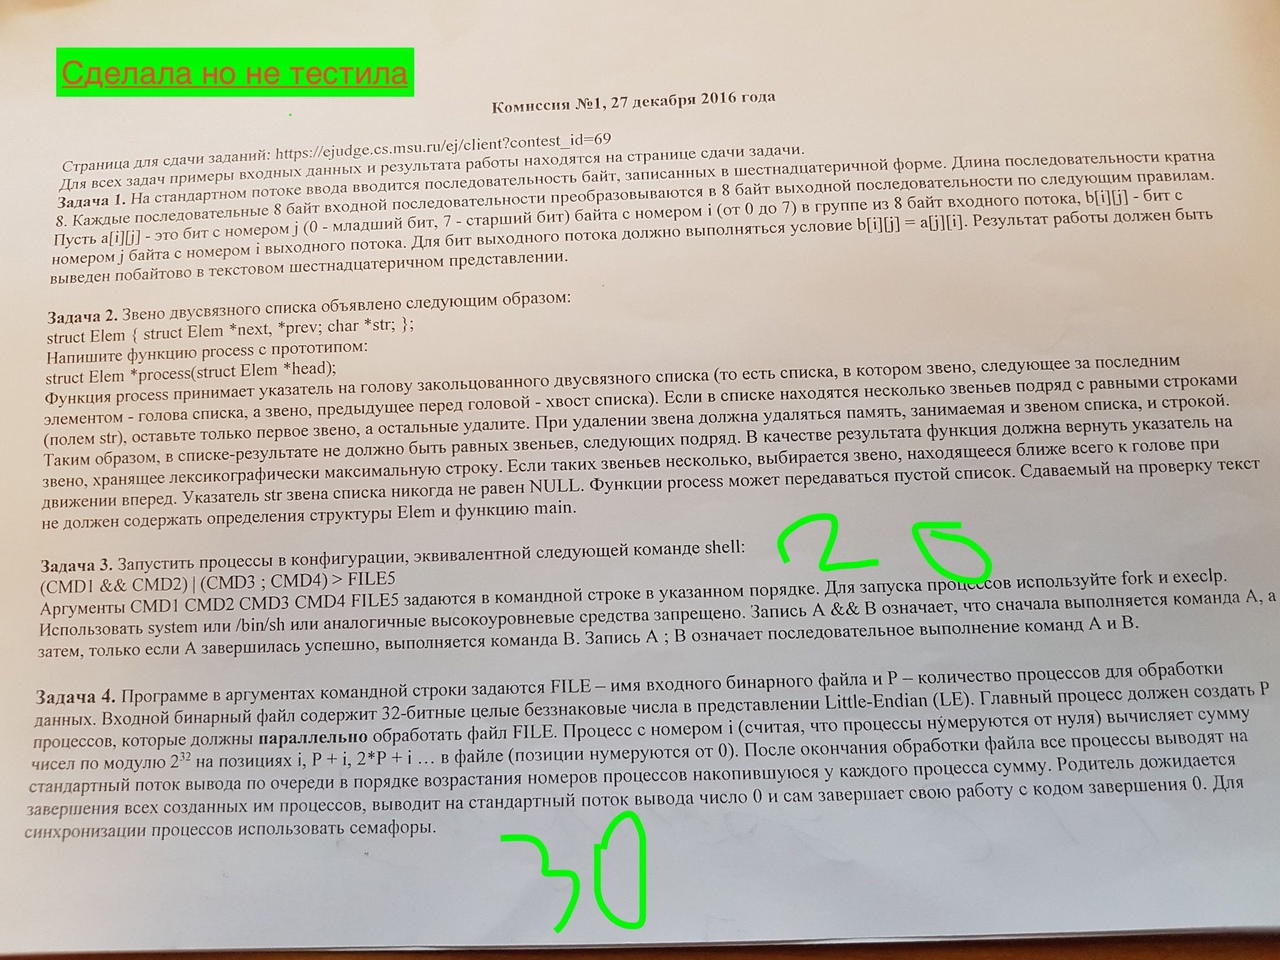 Сделала но не тестила
Комиссия №1, 27 декабря 2016 года
Страница для сдачи заданий: https://ejudge.cs.msu.ru/ej/client?contest_id=69
Для всех задач примеры входных данных и результата работы находятся на странице сдачи задачи.
Задача 1. На стандартном потоке ввода вводится последовательность байт, записанных в шестнадцатеричной форме. Длина последовательности кратна
8. Каждые последовательные 8 байт входной последовательности преобразовываются в 8 байт выходной последовательности по следующим правилам.
Пусть a[i][j] - это бит с номером j (0 - младший бит, 7 - старший бит) байта с номером i (от 0 до 7) в группе из 8 байт входного потока, b[i][j] - бит с
номером j байта с номером i выходного потока. Для бит выходного потока должно выполняться условие b[i][j] = a[j][i]. Результат работы должен быть
выведен побайтово в текстовом шестнадцатеричном представлении.
Задача 2. Звено двусвязного списка объявлено следующим образом:
struct Elem { struct Elem *next, *prev; char *str; };
Напишите функцию process с прототипом:
struct Elem *process(struct Elem *head);
Функция process принимает указатель на голову закольцованного двусвязного списка (то есть списка, в котором звено, следующее за последним
элементом - голова списка, а звено, предыдущее перед головой - хвост списка). Если в списке находятся несколько звеньев подряд с равными строками
(полем str), оставьте только первое звено, а остальные удалите. При удалении звена должна удаляться память, занимаемая и звеном списка, и строкой.
Таким образом, в списке-результате не должно быть равных звеньев, следующих подряд. В качестве результата функция должна вернуть указатель на
звено, хранящее лексикографически максимальную строку. Если таких звеньев несколько, выбирается звено, находящееся ближе всего к голове при
движении вперед. Указатель str звена списка никогда не равен NULL. Функции process может передаваться пустой список. Сдаваемый на проверку текст
не должен содержать определения структуры Elem и функцию main.
20
Задача 3. Запустить процессы в конфигурации, эквивалентной следующей команде shell:
(CMD1 && CMD2) | (CMD3 ; CMD4) > FILE5
Аргументы CMD1 CMD2 CMD3 CMD4 FILE5 задаются в командной строке в указанном порядке. Для запуска процессов используйте fork и execlp.
Использовать system или /bin/sh или аналогичные высокоуровневые средства запрещено. Запись A && B означает, что сначала выполняется команда A, а
затем, только если A завершилась успешно, выполняется команда B. Запись A ; B означает последовательное выполнение команд A и B.
Задача 4. Программе в аргументах командной строки задаются FILE – имя входного бинарного файла и P – количество процессов для обработки
данных. Входной бинарный файл содержит 32-битные целые беззнаковые числа в представлении Little-Endian (LE). Главный процесс должен создать P
процессов, которые должны параллельно обработать файл FILE. Процесс с номером i (считая, что процессы нумеруются от нуля) вычисляет сумму
чисел по модулю 2³² на позициях i, P + i, 2*P + i … в файле (позиции нумеруются от 0). После окончания обработки файла все процессы выводят на
стандартный поток вывода по очереди в порядке возрастания номеров процессов накопившуюся у каждого процесса сумму. Родитель дожидается
завершения всех созданных им процессов, выводит на стандартный поток вывода число 0 и сам завершает свою работу с кодом завершения 0. Для
синхронизации процессов использовать семафоры.
30